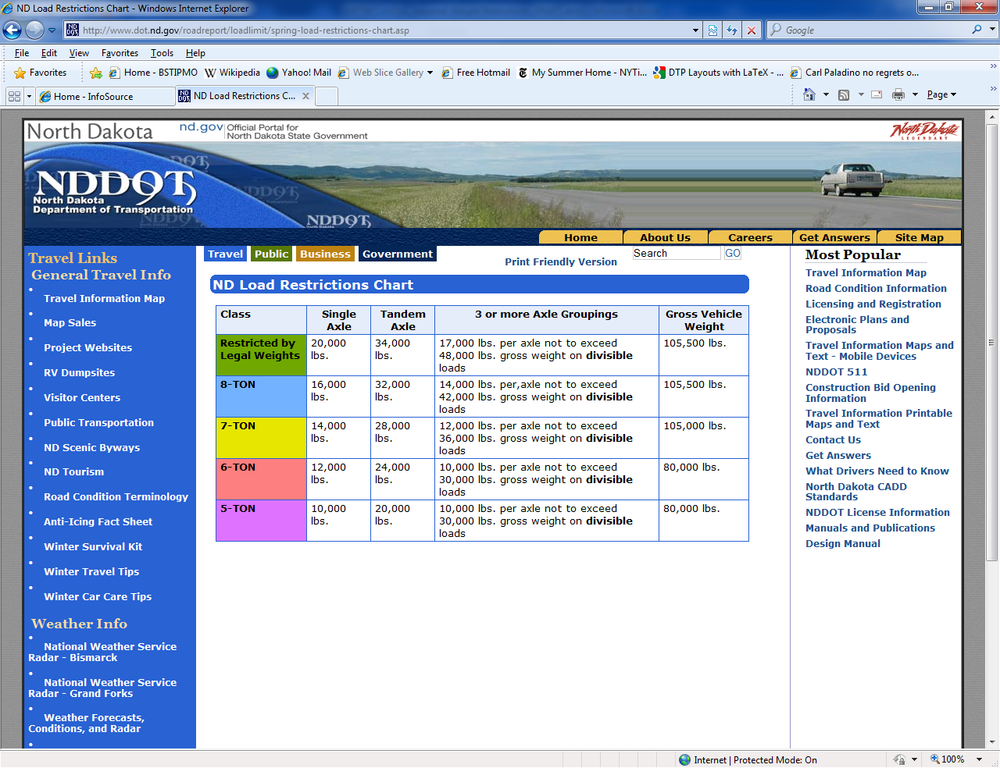 ND Load Restrictions Chart - Windows Internet Explorer
http://www.dot.nd.gov/roadreport/loadlimit/spring-load-restrictions-chart.asp
Google
File Edit View Favorites Tools Help
Favorites Home - BSTIPMO Wikipedia Yahoo! Mail Web Slice Gallery Free Hotmail My Summer Home - NYTi... DTP Layouts with LaTeX - ... Carl Paladino no regrets o...
Home - InfoSource ND Load Restrictions C... Page
North Dakota nd.gov Official Portal for
North Dakota State Government
North Dakota
LEGENDARY
NDDOT
North Dakota
Department of Transportation
NDDOT
Home About Us Careers Get Answers Site Map
Travel Links
General Travel Info
Travel Information Map
Map Sales
Project Websites
RV Dumpsites
Visitor Centers
Public Transportation
ND Scenic Byways
ND Tourism
Road Condition Terminology
Anti-Icing Fact Sheet
Winter Survival Kit
Winter Travel Tips
Winter Car Care Tips
Weather Info
National Weather Service
Radar - Bismarck
National Weather Service
Radar - Grand Forks
Weather Forecasts,
Conditions, and Radar
Travel Public Business Government
Print Friendly Version
Search GO
ND Load Restrictions Chart
Class Single Axle Tandem Axle 3 or more Axle Groupings Gross Vehicle Weight
Restricted by Legal Weights 20,000 lbs. 34,000 lbs. 17,000 lbs. per axle not to exceed 48,000 lbs. gross weight on divisible loads 105,500 lbs.
8-TON 16,000 lbs. 32,000 lbs. 14,000 lbs. per,axle not to exceed 42,000 lbs. gross weight on divisible loads 105,500 lbs.
7-TON 14,000 lbs. 28,000 lbs. 12,000 lbs. per axle not to exceed 36,000 lbs. gross weight on divisible loads 105,000 lbs.
6-TON 12,000 lbs. 24,000 lbs. 10,000 lbs. per axle not to exceed 30,000 lbs. gross weight on divisible loads 80,000 lbs.
5-TON 10,000 lbs. 20,000 lbs. 10,000 lbs. per axle not to exceed 30,000 lbs. gross weight on divisible loads 80,000 lbs.
Most Popular
Travel Information Map
Road Condition Information
Licensing and Registration
Electronic Plans and
Proposals
Travel Information Maps and
Text - Mobile Devices
NDDOT 511
Construction Bid Opening
Information
Travel Information Printable
Maps and Text
Contact Us
Get Answers
What Drivers Need to Know
North Dakota CADD
Standards
NDDOT License Information
Manuals and Publications
Design Manual
Internet | Protected Mode: On
100%